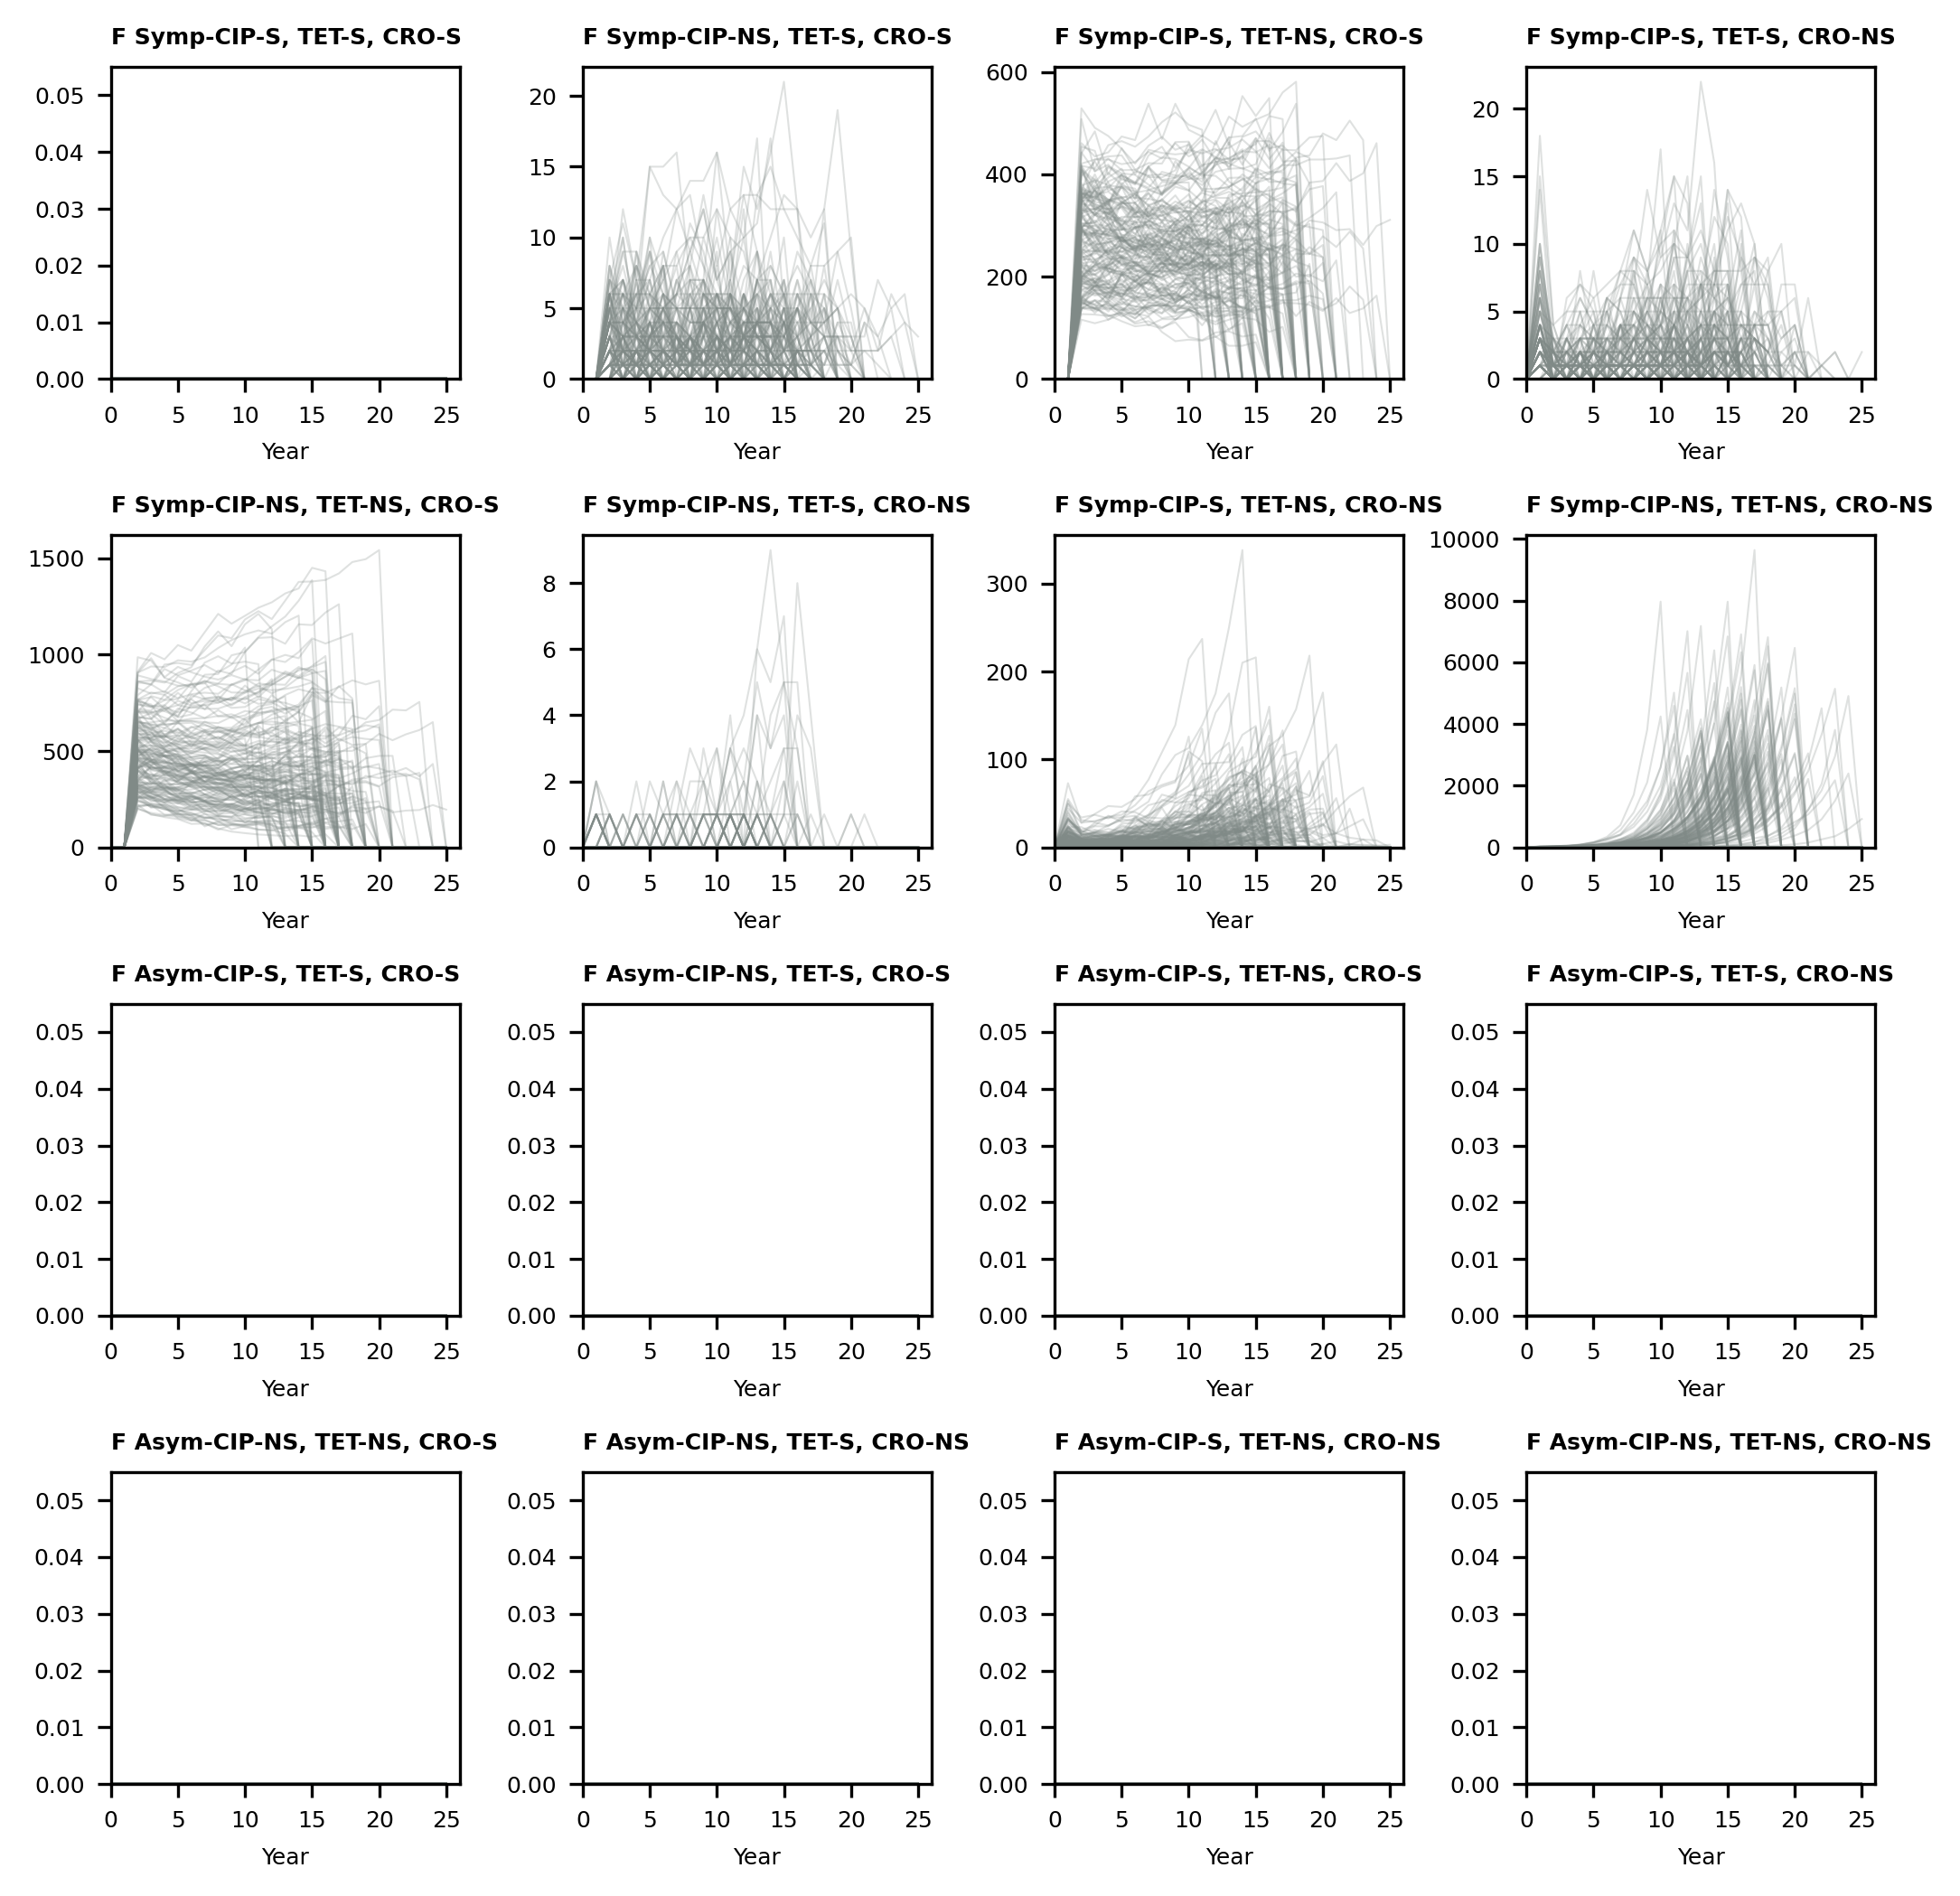 F Symp-CIP-S, TET-S, CRO-S
0.05
0.04
0.03
0.02
0.01
0.00
0 5 10 15 20 25
Year
F Symp-CIP-NS, TET-S, CRO-S
20
15
10
5
0
0 5 10 15 20 25
Year
F Symp-CIP-S, TET-NS, CRO-S
600
400
200
0
0 5 10 15 20 25
Year
F Symp-CIP-S, TET-S, CRO-NS
20
15
10
5
0
0 5 10 15 20 25
Year
F Symp-CIP-NS, TET-NS, CRO-S
1500
1000
500
0
0 5 10 15 20 25
Year
F Symp-CIP-NS, TET-S, CRO-NS
8
6
4
2
0
0 5 10 15 20 25
Year
F Symp-CIP-S, TET-NS, CRO-NS
300
200
100
0
0 5 10 15 20 25
Year
F Symp-CIP-NS, TET-NS, CRO-NS
10000
8000
6000
4000
2000
0
0 5 10 15 20 25
Year
F Asym-CIP-S, TET-S, CRO-S
0.05
0.04
0.03
0.02
0.01
0.00
0 5 10 15 20 25
Year
F Asym-CIP-NS, TET-S, CRO-S
0.05
0.04
0.03
0.02
0.01
0.00
0 5 10 15 20 25
Year
F Asym-CIP-S, TET-NS, CRO-S
0.05
0.04
0.03
0.02
0.01
0.00
0 5 10 15 20 25
Year
F Asym-CIP-S, TET-S, CRO-NS
0.05
0.04
0.03
0.02
0.01
0.00
0 5 10 15 20 25
Year
F Asym-CIP-NS, TET-NS, CRO-S
0.05
0.04
0.03
0.02
0.01
0.00
0 5 10 15 20 25
Year
F Asym-CIP-NS, TET-S, CRO-NS
0.05
0.04
0.03
0.02
0.01
0.00
0 5 10 15 20 25
Year
F Asym-CIP-S, TET-NS, CRO-NS
0.05
0.04
0.03
0.02
0.01
0.00
0 5 10 15 20 25
Year
F Asym-CIP-NS, TET-NS, CRO-NS
0.05
0.04
0.03
0.02
0.01
0.00
0 5 10 15 20 25
Year